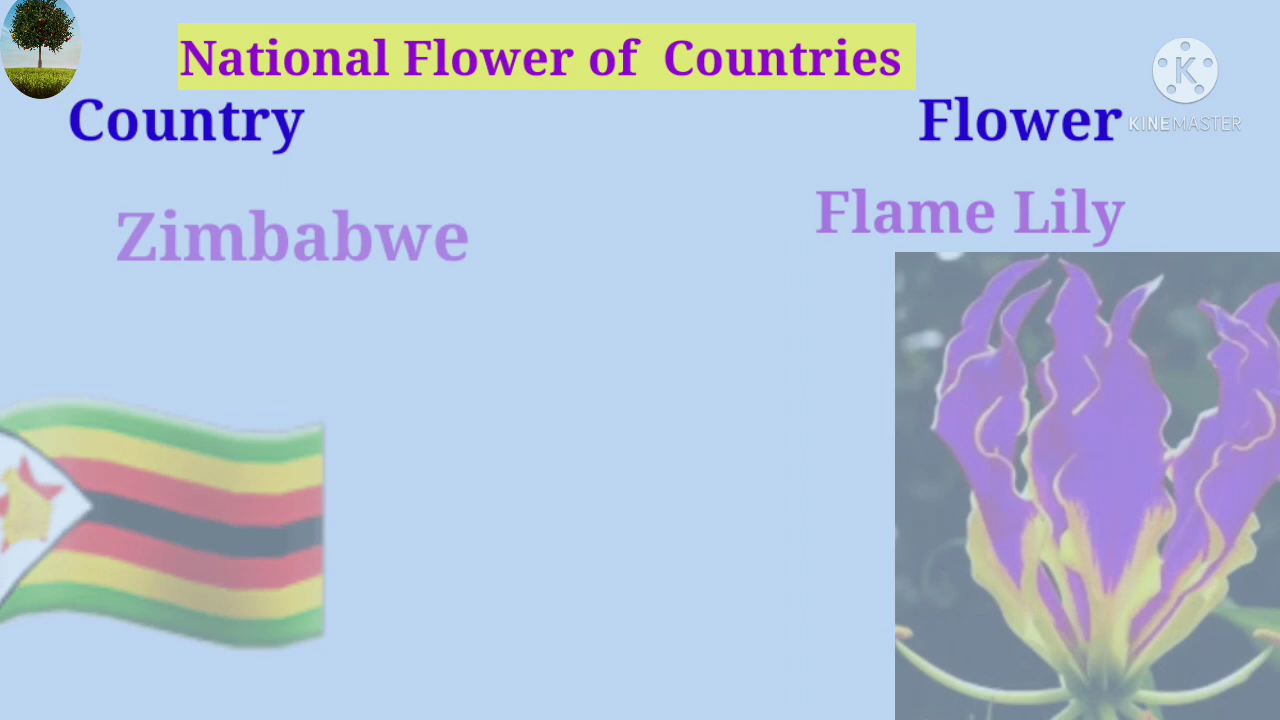 National Flower of Countries
Country
Flower
K
KINEMASTER
Zimbabwe
Flame Lily